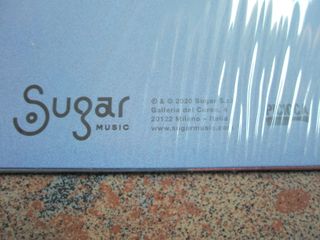 Sugar
MUSIC
℗ & © 2020 Sugar S.r.l.
Galleria del Corso, 4
20122 Milano – Italia
www.sugarmusic.com